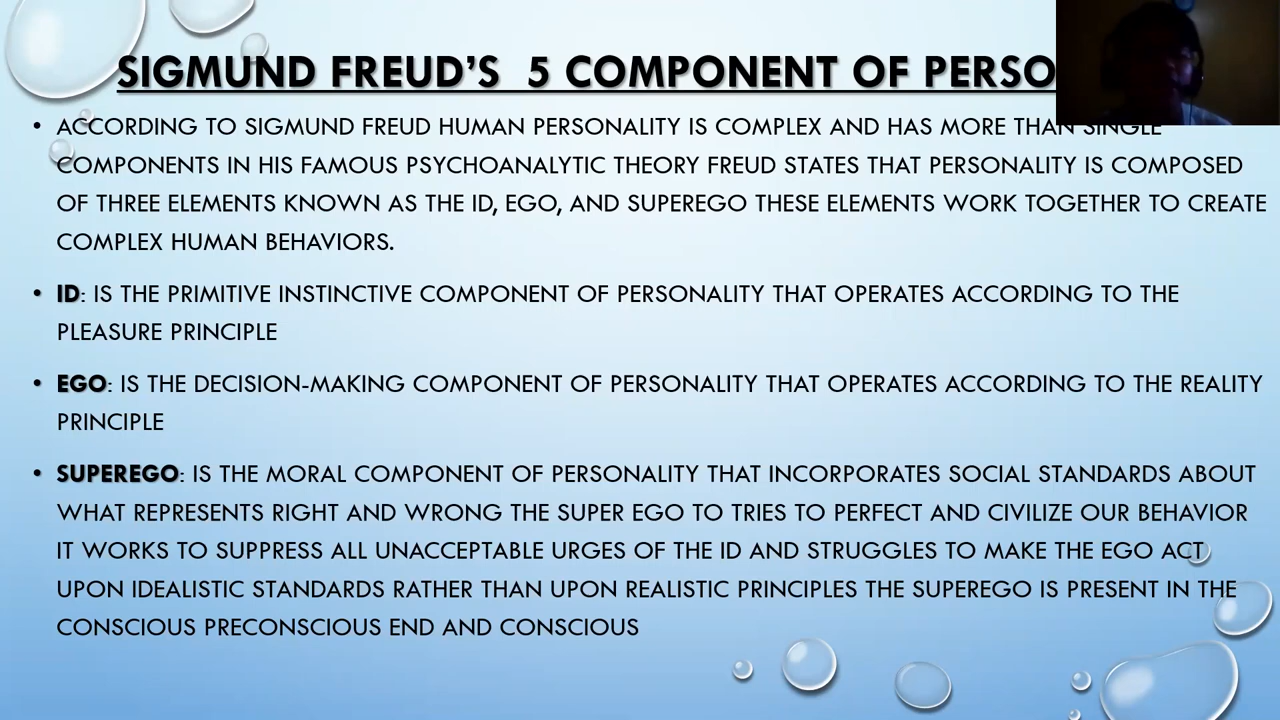 SIGMUND FREUD'S 5 COMPONENT OF PERSO
• ACCORDING TO SIGMUND FREUD HUMAN PERSONALITY IS COMPLEX AND HAS MORE THAN SINGLE
COMPONENTS IN HIS FAMOUS PSYCHOANALYTIC THEORY FREUD STATES THAT PERSONALITY IS COMPOSED
OF THREE ELEMENTS KNOWN AS THE ID, EGO, AND SUPEREGO THESE ELEMENTS WORK TOGETHER TO CREATE
COMPLEX HUMAN BEHAVIORS.
• ID: IS THE PRIMITIVE INSTINCTIVE COMPONENT OF PERSONALITY THAT OPERATES ACCORDING TO THE
PLEASURE PRINCIPLE
• EGO: IS THE DECISION-MAKING COMPONENT OF PERSONALITY THAT OPERATES ACCORDING TO THE REALITY
PRINCIPLE
• SUPEREGO: IS THE MORAL COMPONENT OF PERSONALITY THAT INCORPORATES SOCIAL STANDARDS ABOUT
WHAT REPRESENTS RIGHT AND WRONG THE SUPER EGO TO TRIES TO PERFECT AND CIVILIZE OUR BEHAVIOR
IT WORKS TO SUPPRESS ALL UNACCEPTABLE URGES OF THE ID AND STRUGGLES TO MAKE THE EGO ACT
UPON IDEALISTIC STANDARDS RATHER THAN UPON REALISTIC PRINCIPLES THE SUPEREGO IS PRESENT IN THE
CONSCIOUS PRECONSCIOUS END AND CONSCIOUS